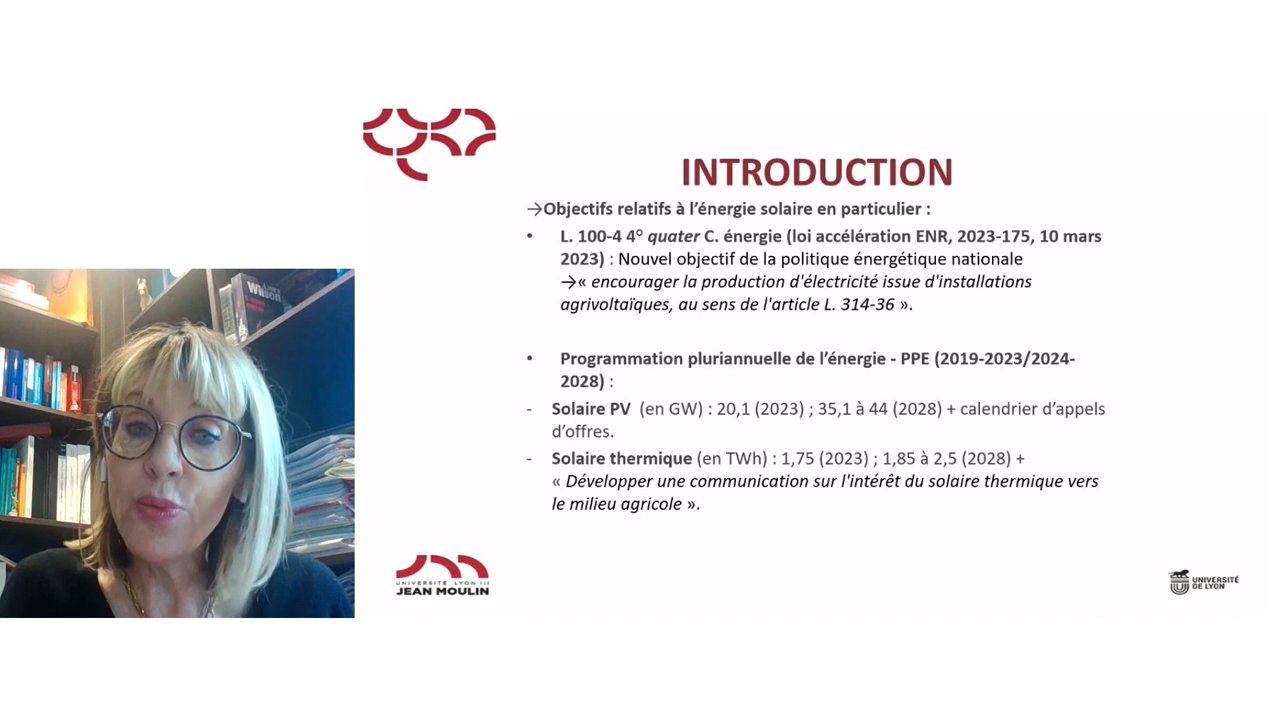 INTRODUCTION
→Objectifs relatifs à l’énergie solaire en particulier :
• L. 100-4 4° quater C. énergie (loi accélération ENR, 2023-175, 10 mars
2023) : Nouvel objectif de la politique énergétique nationale
→« encourager la production d'électricité issue d'installations
agrivoltaïques, au sens de l'article L. 314-36 ».
• Programmation pluriannuelle de l’énergie - PPE (2019-2023/2024-
2028) :
- Solaire PV (en GW) : 20,1 (2023) ; 35,1 à 44 (2028) + calendrier d’appels
d’offres.
- Solaire thermique (en TWh) : 1,75 (2023) ; 1,85 à 2,5 (2028) +
« Développer une communication sur l'intérêt du solaire thermique vers
le milieu agricole ».
UNIVERSITÉ LYON III
JEAN MOULIN
UNIVERSITÉ
DE LYON
Wilson